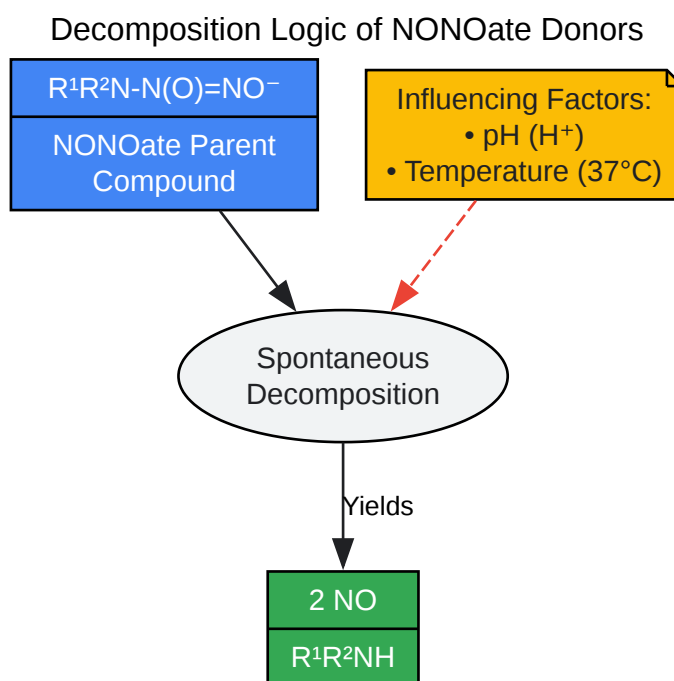 Decomposition Logic of NONOate Donors
R¹R²N-N(O)=NO⁻
NONOate Parent
Compound
Influencing Factors:
• pH (H⁺)
• Temperature (37°C)
Spontaneous
Decomposition
Yields
2 NO
R¹R²NH